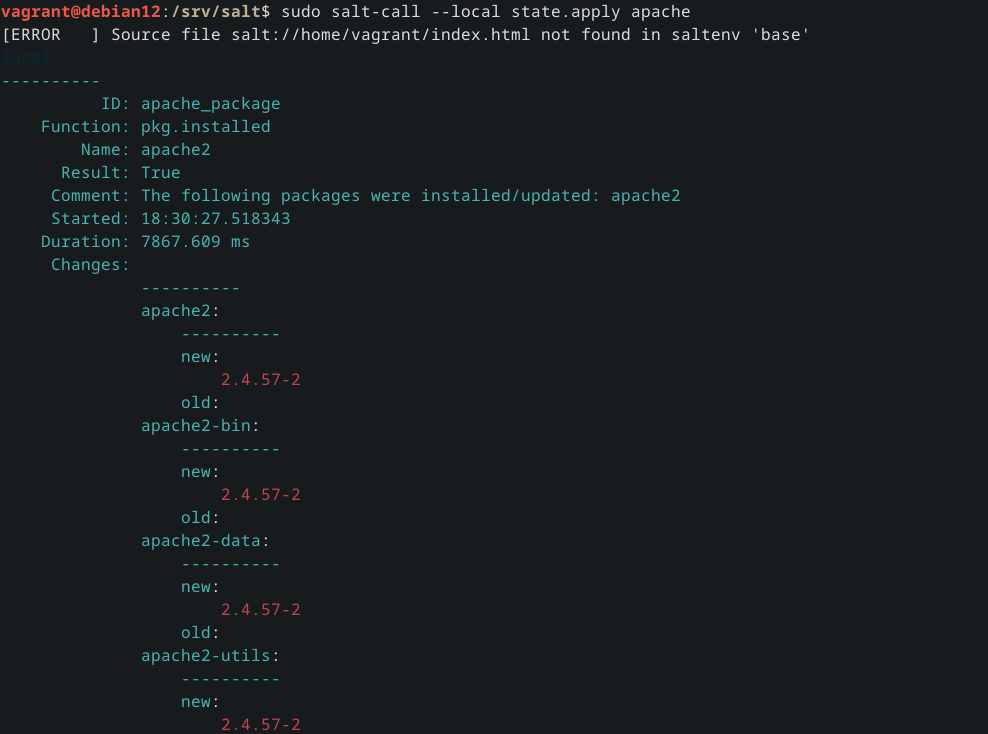 vagrant@debian12:/srv/salt$ sudo salt-call --local state.apply apache
[ERROR   ] Source file salt://home/vagrant/index.html not found in saltenv 'base'
local
----------
          ID: apache_package
    Function: pkg.installed
        Name: apache2
      Result: True
     Comment: The following packages were installed/updated: apache2
     Started: 18:30:27.518343
    Duration: 7867.609 ms
     Changes:
              ----------
              apache2:
                  ----------
                  new:
                      2.4.57-2
                  old:
              apache2-bin:
                  ----------
                  new:
                      2.4.57-2
                  old:
              apache2-data:
                  ----------
                  new:
                      2.4.57-2
                  old:
              apache2-utils:
                  ----------
                  new:
                      2.4.57-2